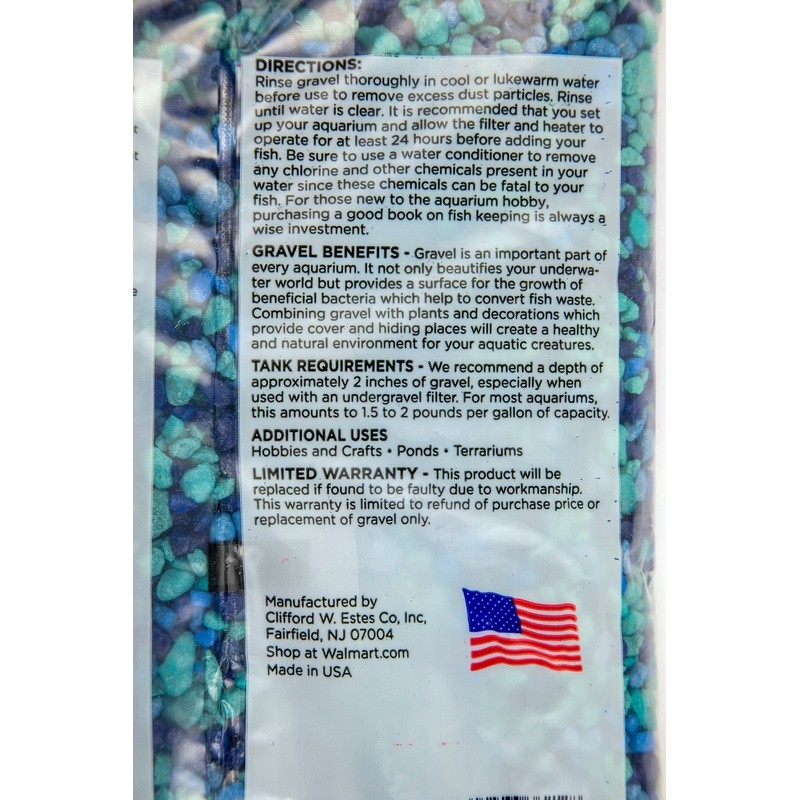 DIRECTIONS:
Rinse gravel thoroughly in cool or lukewarm water
before use to remove excess dust particles. Rinse
until water is clear. It is recommended that you set
up your aquarium and allow the filter and heater to
operate for at least 24 hours before adding your
fish. Be sure to use a water conditioner to remove
any chlorine and other chemicals present in your
water since these chemicals can be fatal to your
fish. For those new to the aquarium hobby,
purchasing a good book on fish keeping is always a
wise investment.
GRAVEL BENEFITS - Gravel is an important part of
every aquarium. It not only beautifies your underwa-
ter world but provides a surface for the growth of
beneficial bacteria which help to convert fish waste.
Combining gravel with plants and decorations which
provide cover and hiding places will create a healthy
and natural environment for your aquatic creatures.
TANK REQUIREMENTS - We recommend a depth of
approximately 2 inches of gravel, especially when
used with an undergravel filter. For most aquariums,
this amounts to 1.5 to 2 pounds per gallon of capacity.
ADDITIONAL USES
Hobbies and Crafts • Ponds • Terrariums
LIMITED WARRANTY - This product will be
replaced if found to be faulty due to workmanship.
This warranty is limited to refund of purchase price or
replacement of gravel only.
Manufactured by
Clifford W. Estes Co, Inc,
Fairfield, NJ 07004
Shop at Walmart.com
Made in USA